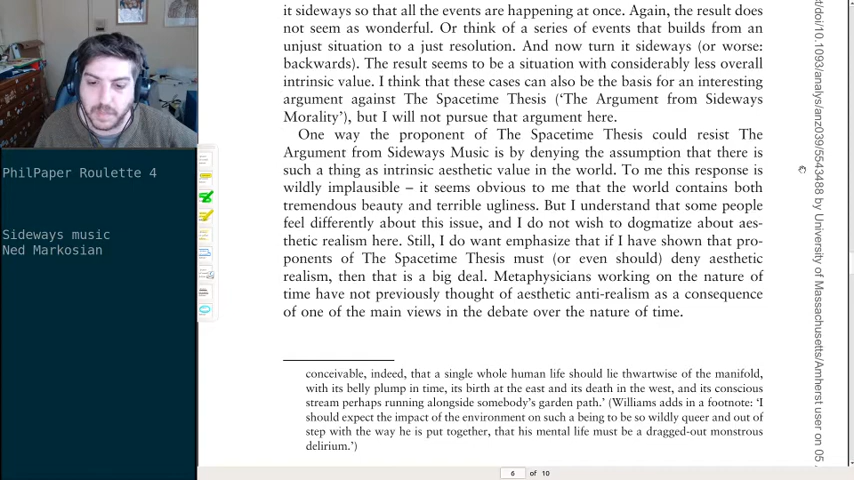 it sideways so that all the events are happening at once. Again, the result does
not seem as wonderful. Or think of a series of events that builds from an
unjust situation to a just resolution. And now turn it sideways (or worse:
backwards). The result seems to be a situation with considerably less overall
intrinsic value. I think that these cases can also be the basis for an interesting
argument against The Spacetime Thesis (‘The Argument from Sideways
Morality’), but I will not pursue that argument here.
One way the proponent of The Spacetime Thesis could resist The
Argument from Sideways Music is by denying the assumption that there is
such a thing as intrinsic aesthetic value in the world. To me this response is
wildly implausible – it seems obvious to me that the world contains both
tremendous beauty and terrible ugliness. But I understand that some people
feel differently about this issue, and I do not wish to dogmatize about aes-
thetic realism here. Still, I do want emphasize that if I have shown that pro-
ponents of The Spacetime Thesis must (or even should) deny aesthetic
realism, then that is a big deal. Metaphysicians working on the nature of
time have not previously thought of aesthetic anti-realism as a consequence
of one of the main views in the debate over the nature of time.
conceivable, indeed, that a single whole human life should lie thwartwise of the manifold,
with its belly plump in time, its birth at the east and its death in the west, and its conscious
stream perhaps running alongside somebody’s garden path.’ (Williams adds in a footnote: ‘I
should expect the impact of the environment on such a being to be so wildly queer and out of
step with the way he is put together, that his mental life must be a dragged-out monstrous
delirium.’)
6 of 10
PhilPaper Roulette 4
Sideways music
Ned Markosian
t/doi/10.1093/analys/anz039/5543488 by University of Massachusetts/Amherst user on 05